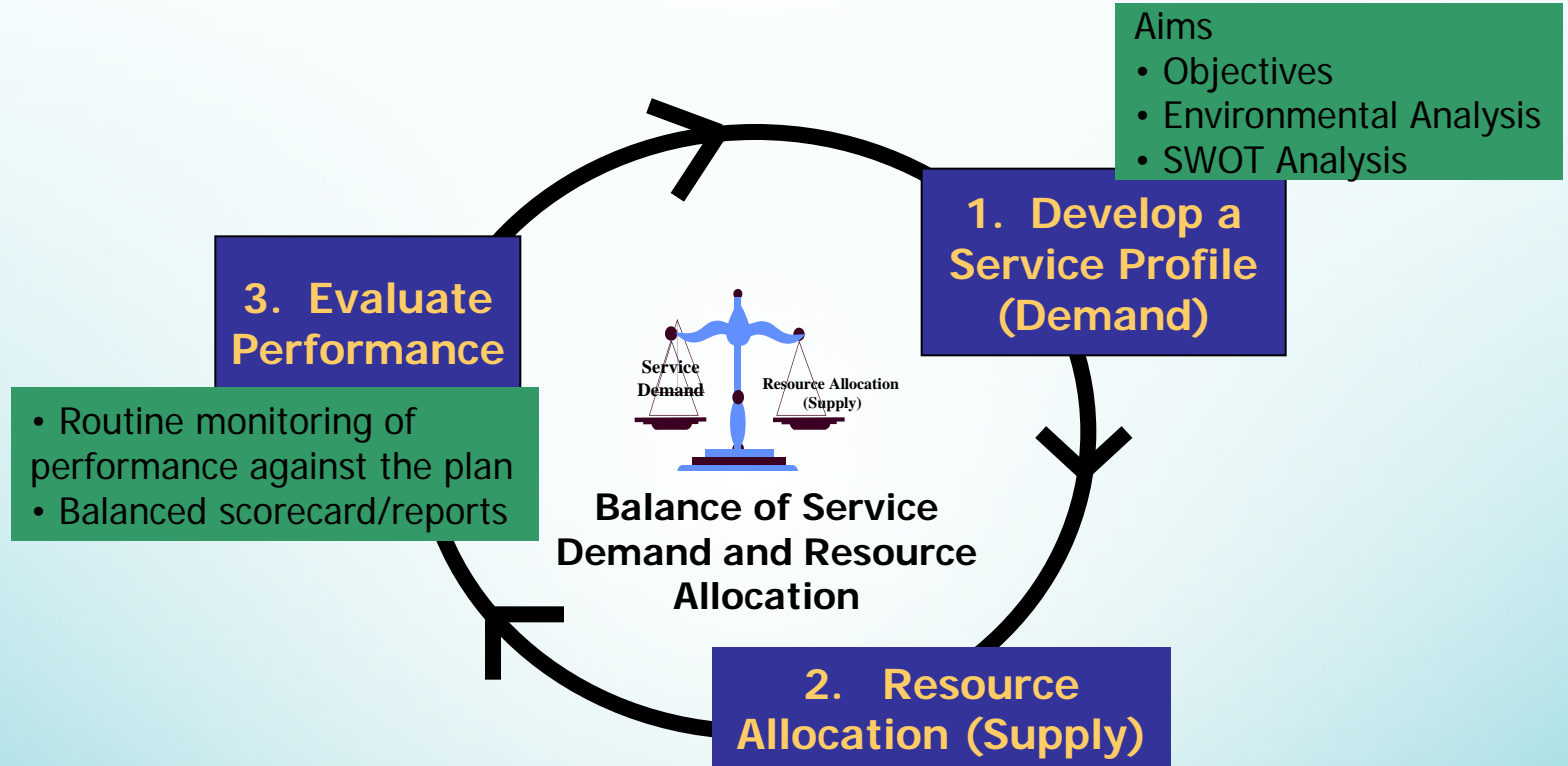 Aims
• Objectives
• Environmental Analysis
• SWOT Analysis
1. Develop a
Service Profile
(Demand)
3. Evaluate
Performance
• Routine monitoring of
performance against the plan
• Balanced scorecard/reports
Service
Demand
Resource Allocation
(Supply)
Balance of Service
Demand and Resource
Allocation
2. Resource
Allocation (Supply)